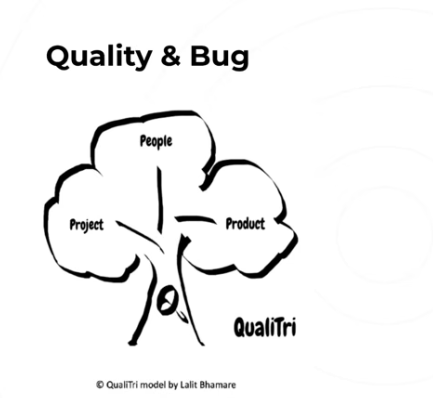 Quality & Bug
People
Project
Product
QualiTri
© QualiTri model by Lalit Bhamare